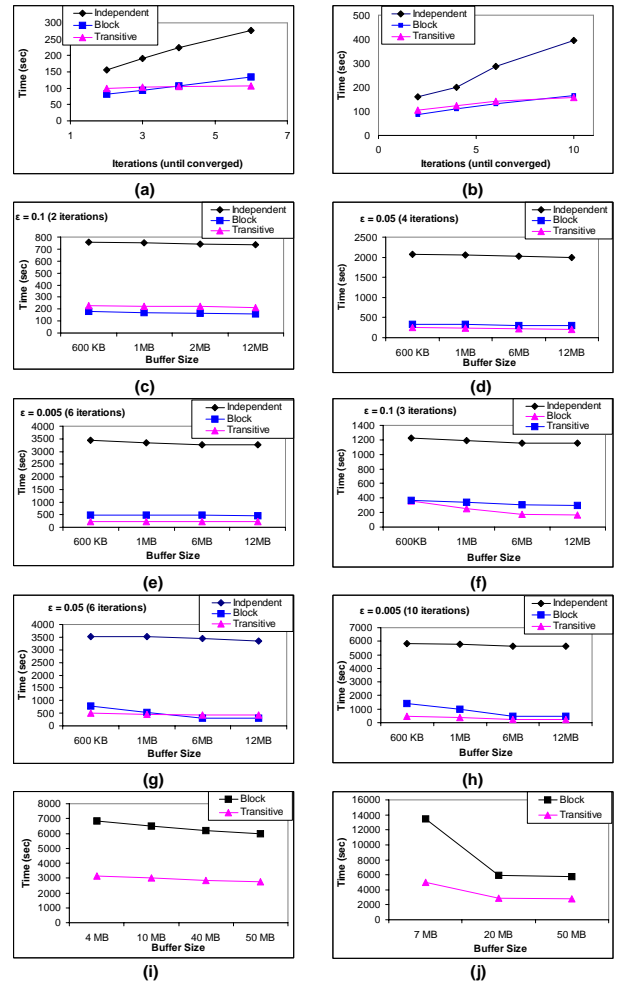 Independent
Block
Transitive
Time (sec)
300
250
200
150
100
50
0
1
3
5
7
Iterations (until converged)
(a)
Independent
Block
Transitive
Time (sec)
500
400
300
200
100
0
0
5
10
Iterations (until converged)
(b)
ε = 0.1 (2 iterations)
Independent
Block
Transitive
Time (sec)
800
700
600
500
400
300
200
100
0
600 KB
1MB
2MB
12MB
Buffer Size
(c)
ε = 0.05 (4 iterations)
Independent
Block
Transitive
Time (sec)
2500
2000
1500
1000
500
0
600 KB
1MB
6MB
12MB
Buffer Size
(d)
ε = 0.005 (6 iterations)
Independent
Block
Transitive
Time (sec)
4000
3500
3000
2500
2000
1500
1000
500
0
600 KB
1MB
6MB
12MB
Buffer Size
(e)
ε = 0.1 (3 iterations)
Independent
Block
Transitive
Time (sec)
1400
1200
1000
800
600
400
200
0
600KB
1MB
6MB
12MB
Buffer Size
(f)
ε = 0.05 (6 iterations)
Indpendent
Block
Transitive
Time (sec)
4000
3500
3000
2500
2000
1500
1000
500
0
600 KB
1MB
6MB
12MB
Buffer Size
(g)
ε = 0.005 (10 iterations)
Independent
Block
Transitive
Time (sec)
7000
6000
5000
4000
3000
2000
1000
0
600 KB
1MB
6MB
12MB
Buffer Size
(h)
Block
Transitive
Time (sec)
8000
7000
6000
5000
4000
3000
2000
1000
0
4 MB
10 MB
40 MB
50 MB
Buffer Size
(i)
Block
Transitive
Time (sec)
16000
14000
12000
10000
8000
6000
4000
2000
0
7 MB
20 MB
50 MB
Buffer Size
(j)